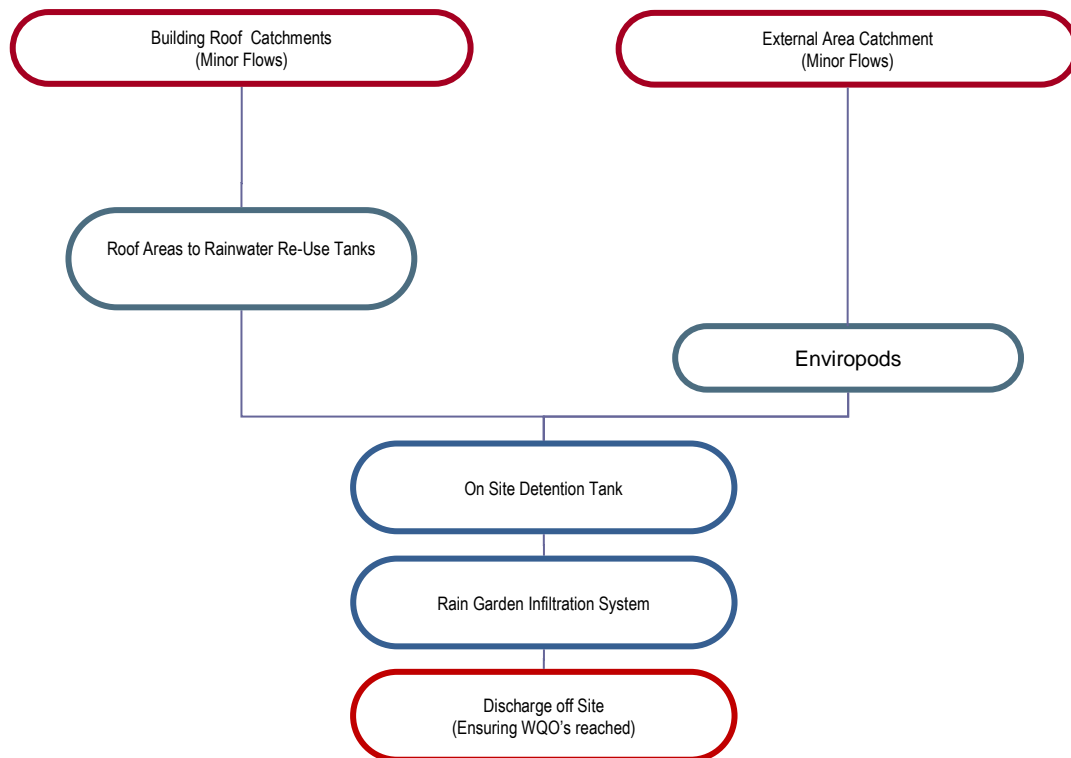 Building Roof  Catchments
(Minor Flows)
External Area Catchment
(Minor Flows)
Roof Areas to Rainwater Re-Use Tanks
Enviropods
On Site Detention Tank
Rain Garden Infiltration System
Discharge off Site
(Ensuring WQO's reached)